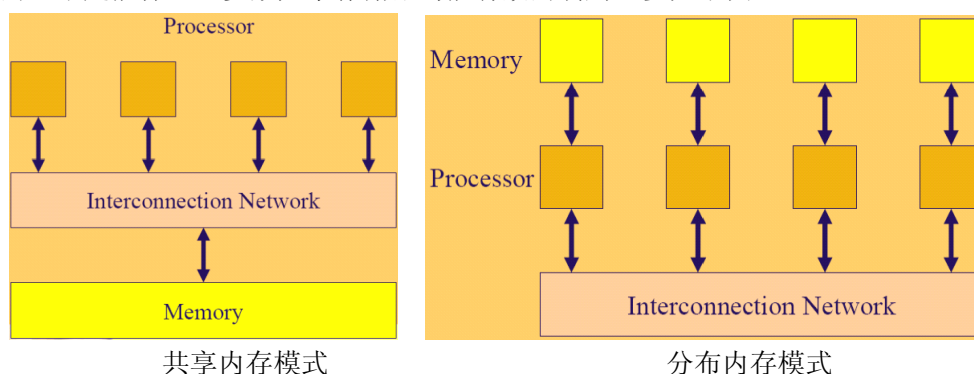 Processor
Interconnection Network
Memory
共享内存模式
Memory
Processor
Interconnection Network
分布内存模式